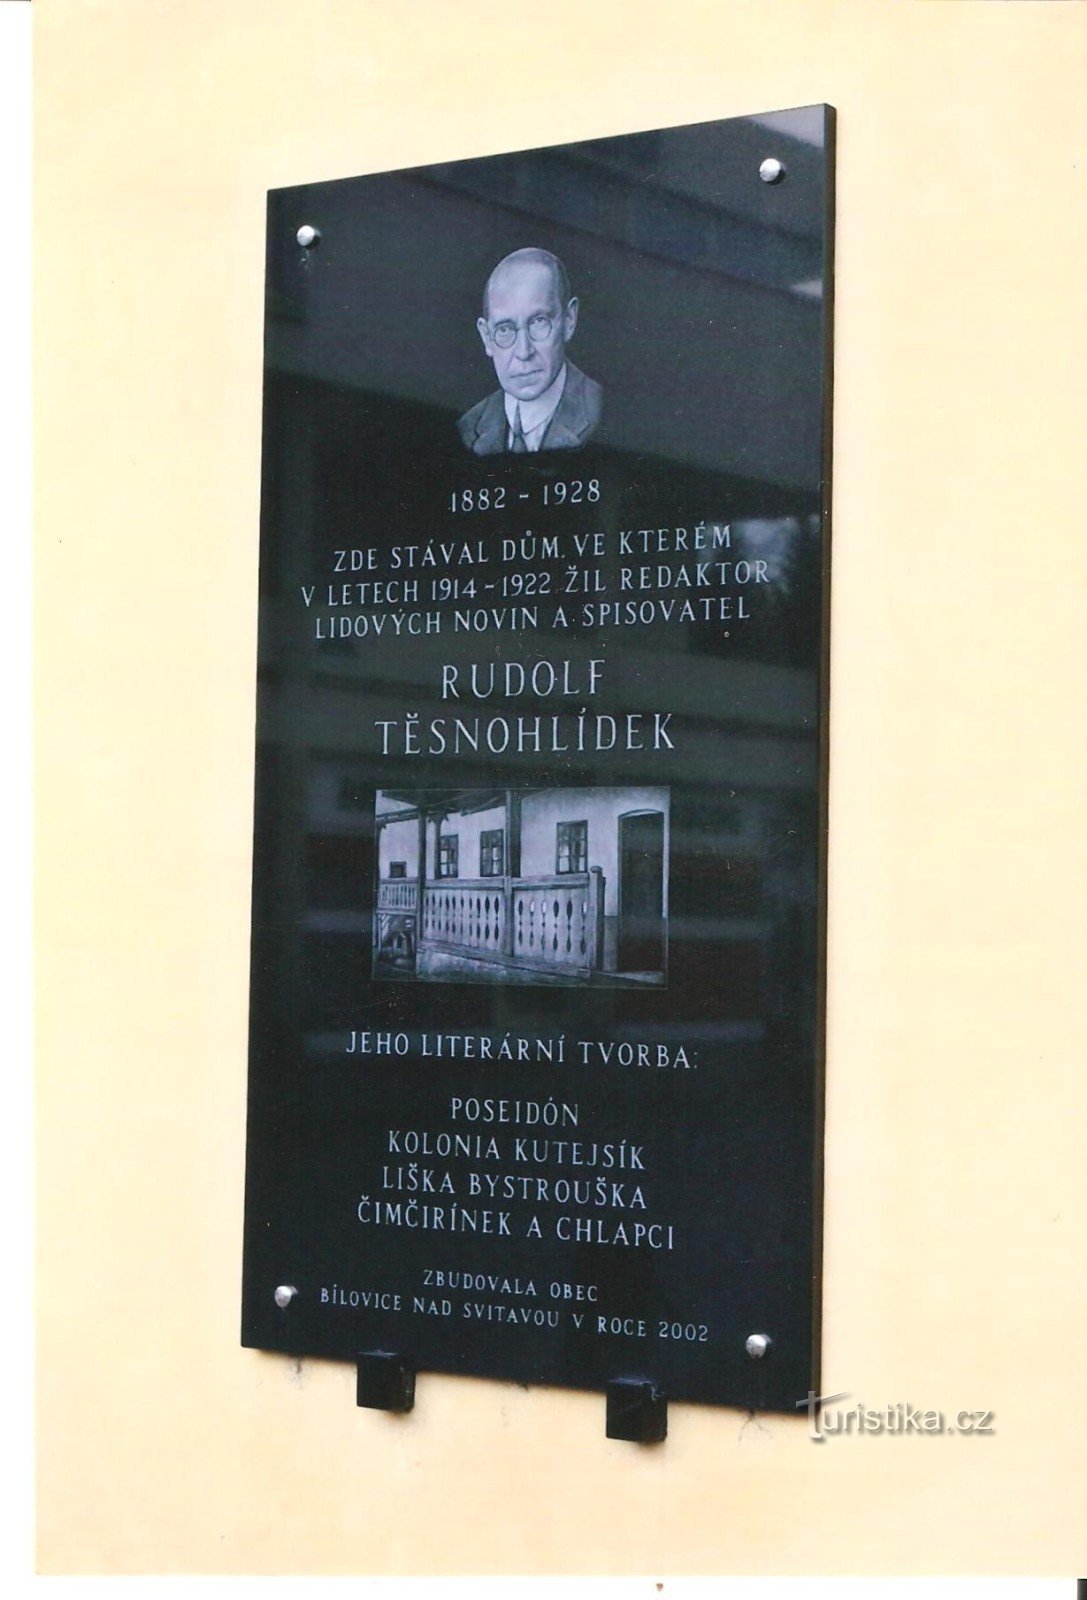 1882 - 1928
ZDE STÁVAL DŮM, VE KTERÉM
V LETECH 1914 - 1922 ŽIL REDAKTOR
LIDOVÝCH NOVIN A SPISOVATEL
RUDOLF
TĚSNOHLÍDEK
JEHO LITERÁRNÍ TVORBA:
POSEIDÓN
KOLONIA KUTEJSÍK
LIŠKA BYSTROUŠKA
ČIMČIRÍNEK A CHLAPCI
ZBUDOVALA OBEC
BÍLOVICE NAD SVITAVOU V ROCE 2002
Turistika.cz